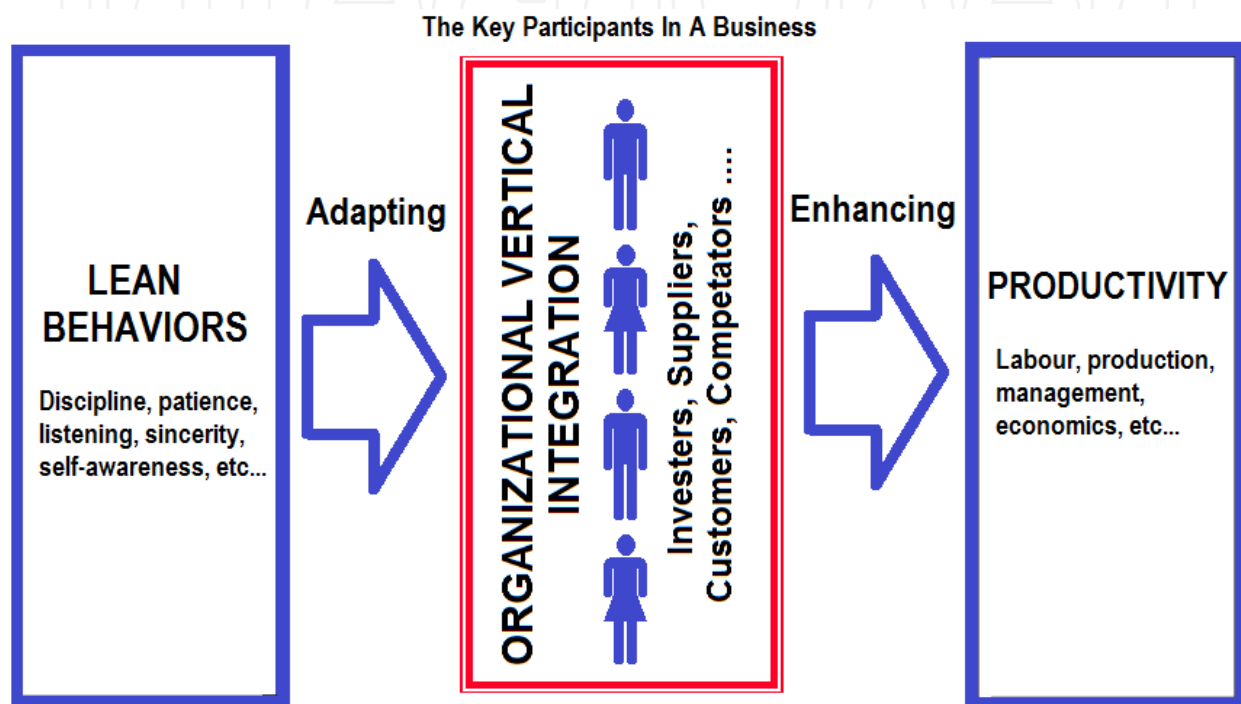 The Key Participants In A Business
LEAN
BEHAVIORS
Discipline, patience,
listening, sincerity,
self-awareness, etc...
Adapting
ORGANIZATIONAL VERTICAL
INTEGRATION
Investers, Suppliers,
Customers, Competators ....
Enhancing
PRODUCTIVITY
Labour, production,
management,
economics, etc...